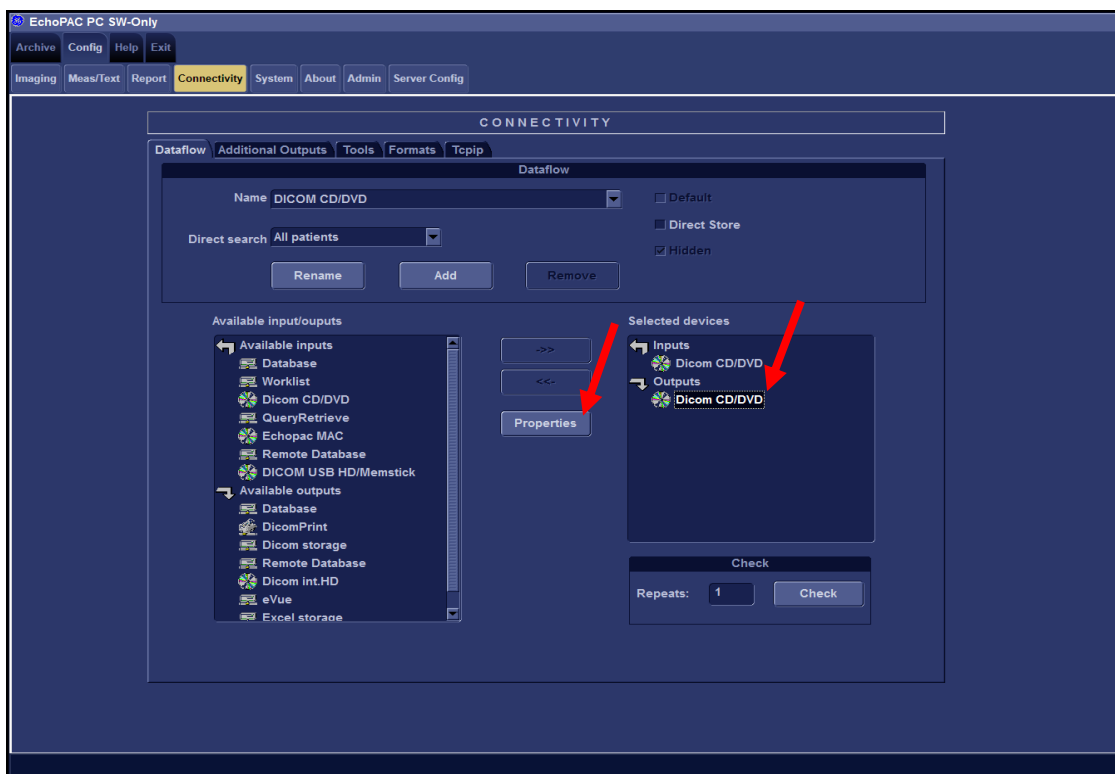 EchoPAC PC SW-Only
Archive Config Help Exit
Imaging Meas/Text Report Connectivity System About Admin Server Config
CONNECTIVITY
Dataflow Additional Outputs Tools Formats Tcpip
Dataflow
Name DICOM CD/DVD
Default
Direct Store
Direct search All patients
Hidden
Rename Add Remove
Available input/ouputs
Available inputs
Database
Worklist
Dicom CD/DVD
QueryRetrieve
Echopac MAC
Remote Database
DICOM USB HD/Memstick
Available outputs
Database
DicomPrint
Dicom storage
Remote Database
Dicom int.HD
eVue
Excel storage
->>
<<-
Properties
Selected devices
Inputs
Dicom CD/DVD
Outputs
Dicom CD/DVD
Check
Repeats: 1 Check